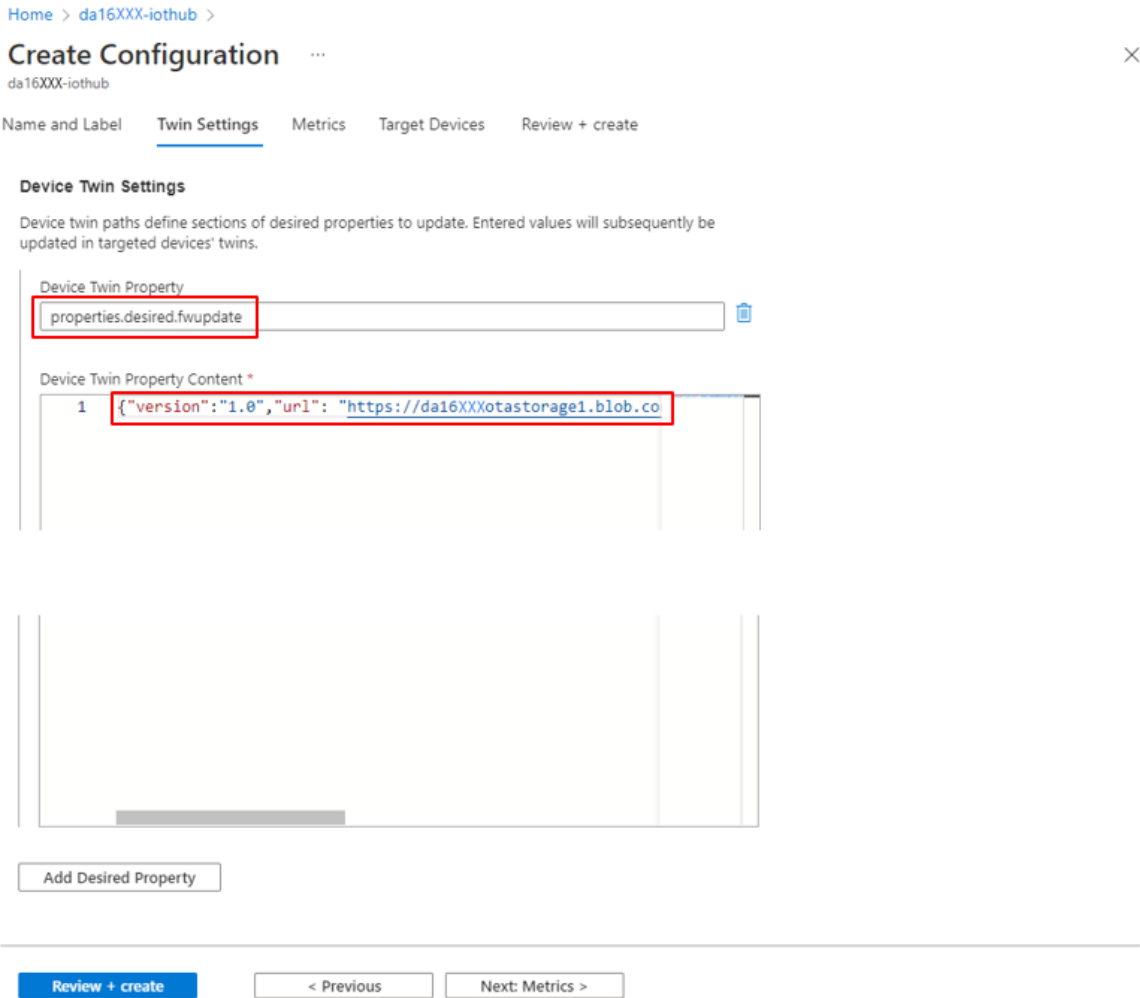 Home > da16XXX-iothub >
Create Configuration ...
da16XXX-iothub
Name and Label Twin Settings Metrics Target Devices Review + create
Device Twin Settings
Device twin paths define sections of desired properties to update. Entered values will subsequently be
updated in targeted devices' twins.
Device Twin Property
properties.desired.fwupdate
Device Twin Property Content *
1 {"version":"1.0","url": "https://da16XXXotastorage1.blob.co
Add Desired Property
Review + create < Previous Next: Metrics >